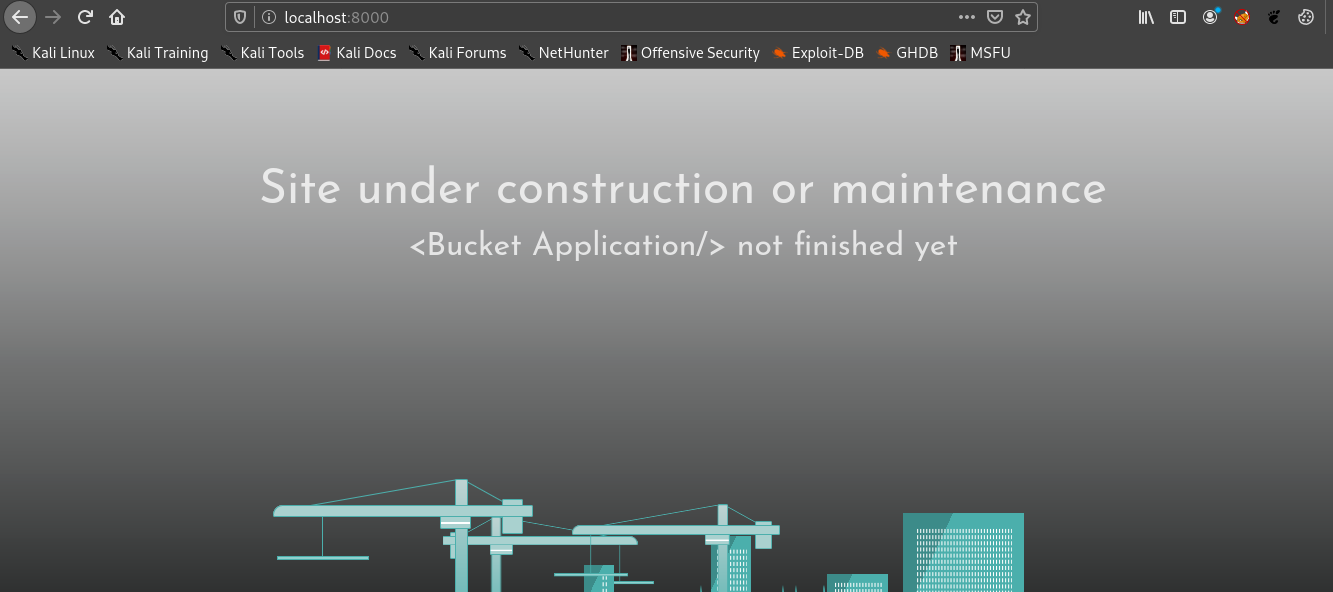 localhost:8000
Kali Linux Kali Training Kali Tools Kali Docs Kali Forums NetHunter Offensive Security Exploit-DB GHDB MSFU
Site under construction or maintenance
<Bucket Application/> not finished yet